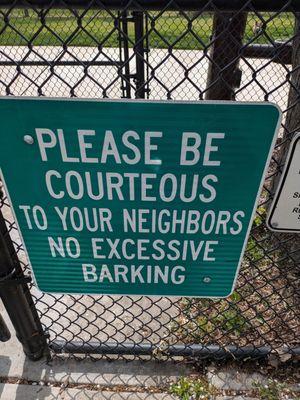 PLEASE BE
COURTEOUS
TO YOUR NEIGHBORS
NO EXCESSIVE
BARKING